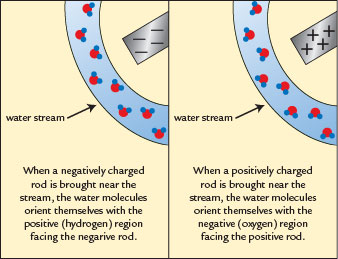 water stream
When a negatively charged
rod is brought near the
stream, the water molecules
orient themselves with the
positive (hydrogen) region
facing the negarive rod.
water stream
When a positively charged
rod is brought near the
stream, the water molecules
orient themselves with the
negative (oxygen) region
facing the positive rod.